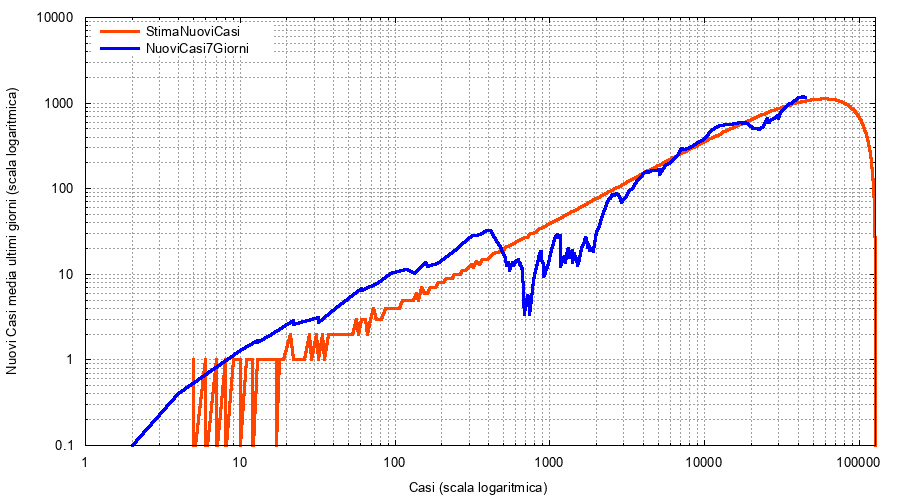 10000
StimaNuoviCasi
NuoviCasi7Giorni
1000
100
10
1
0.1
Nuovi Casi media ultimi giorni (scala logaritmica)
1 10 100 1000 10000 100000
Casi (scala logaritmica)